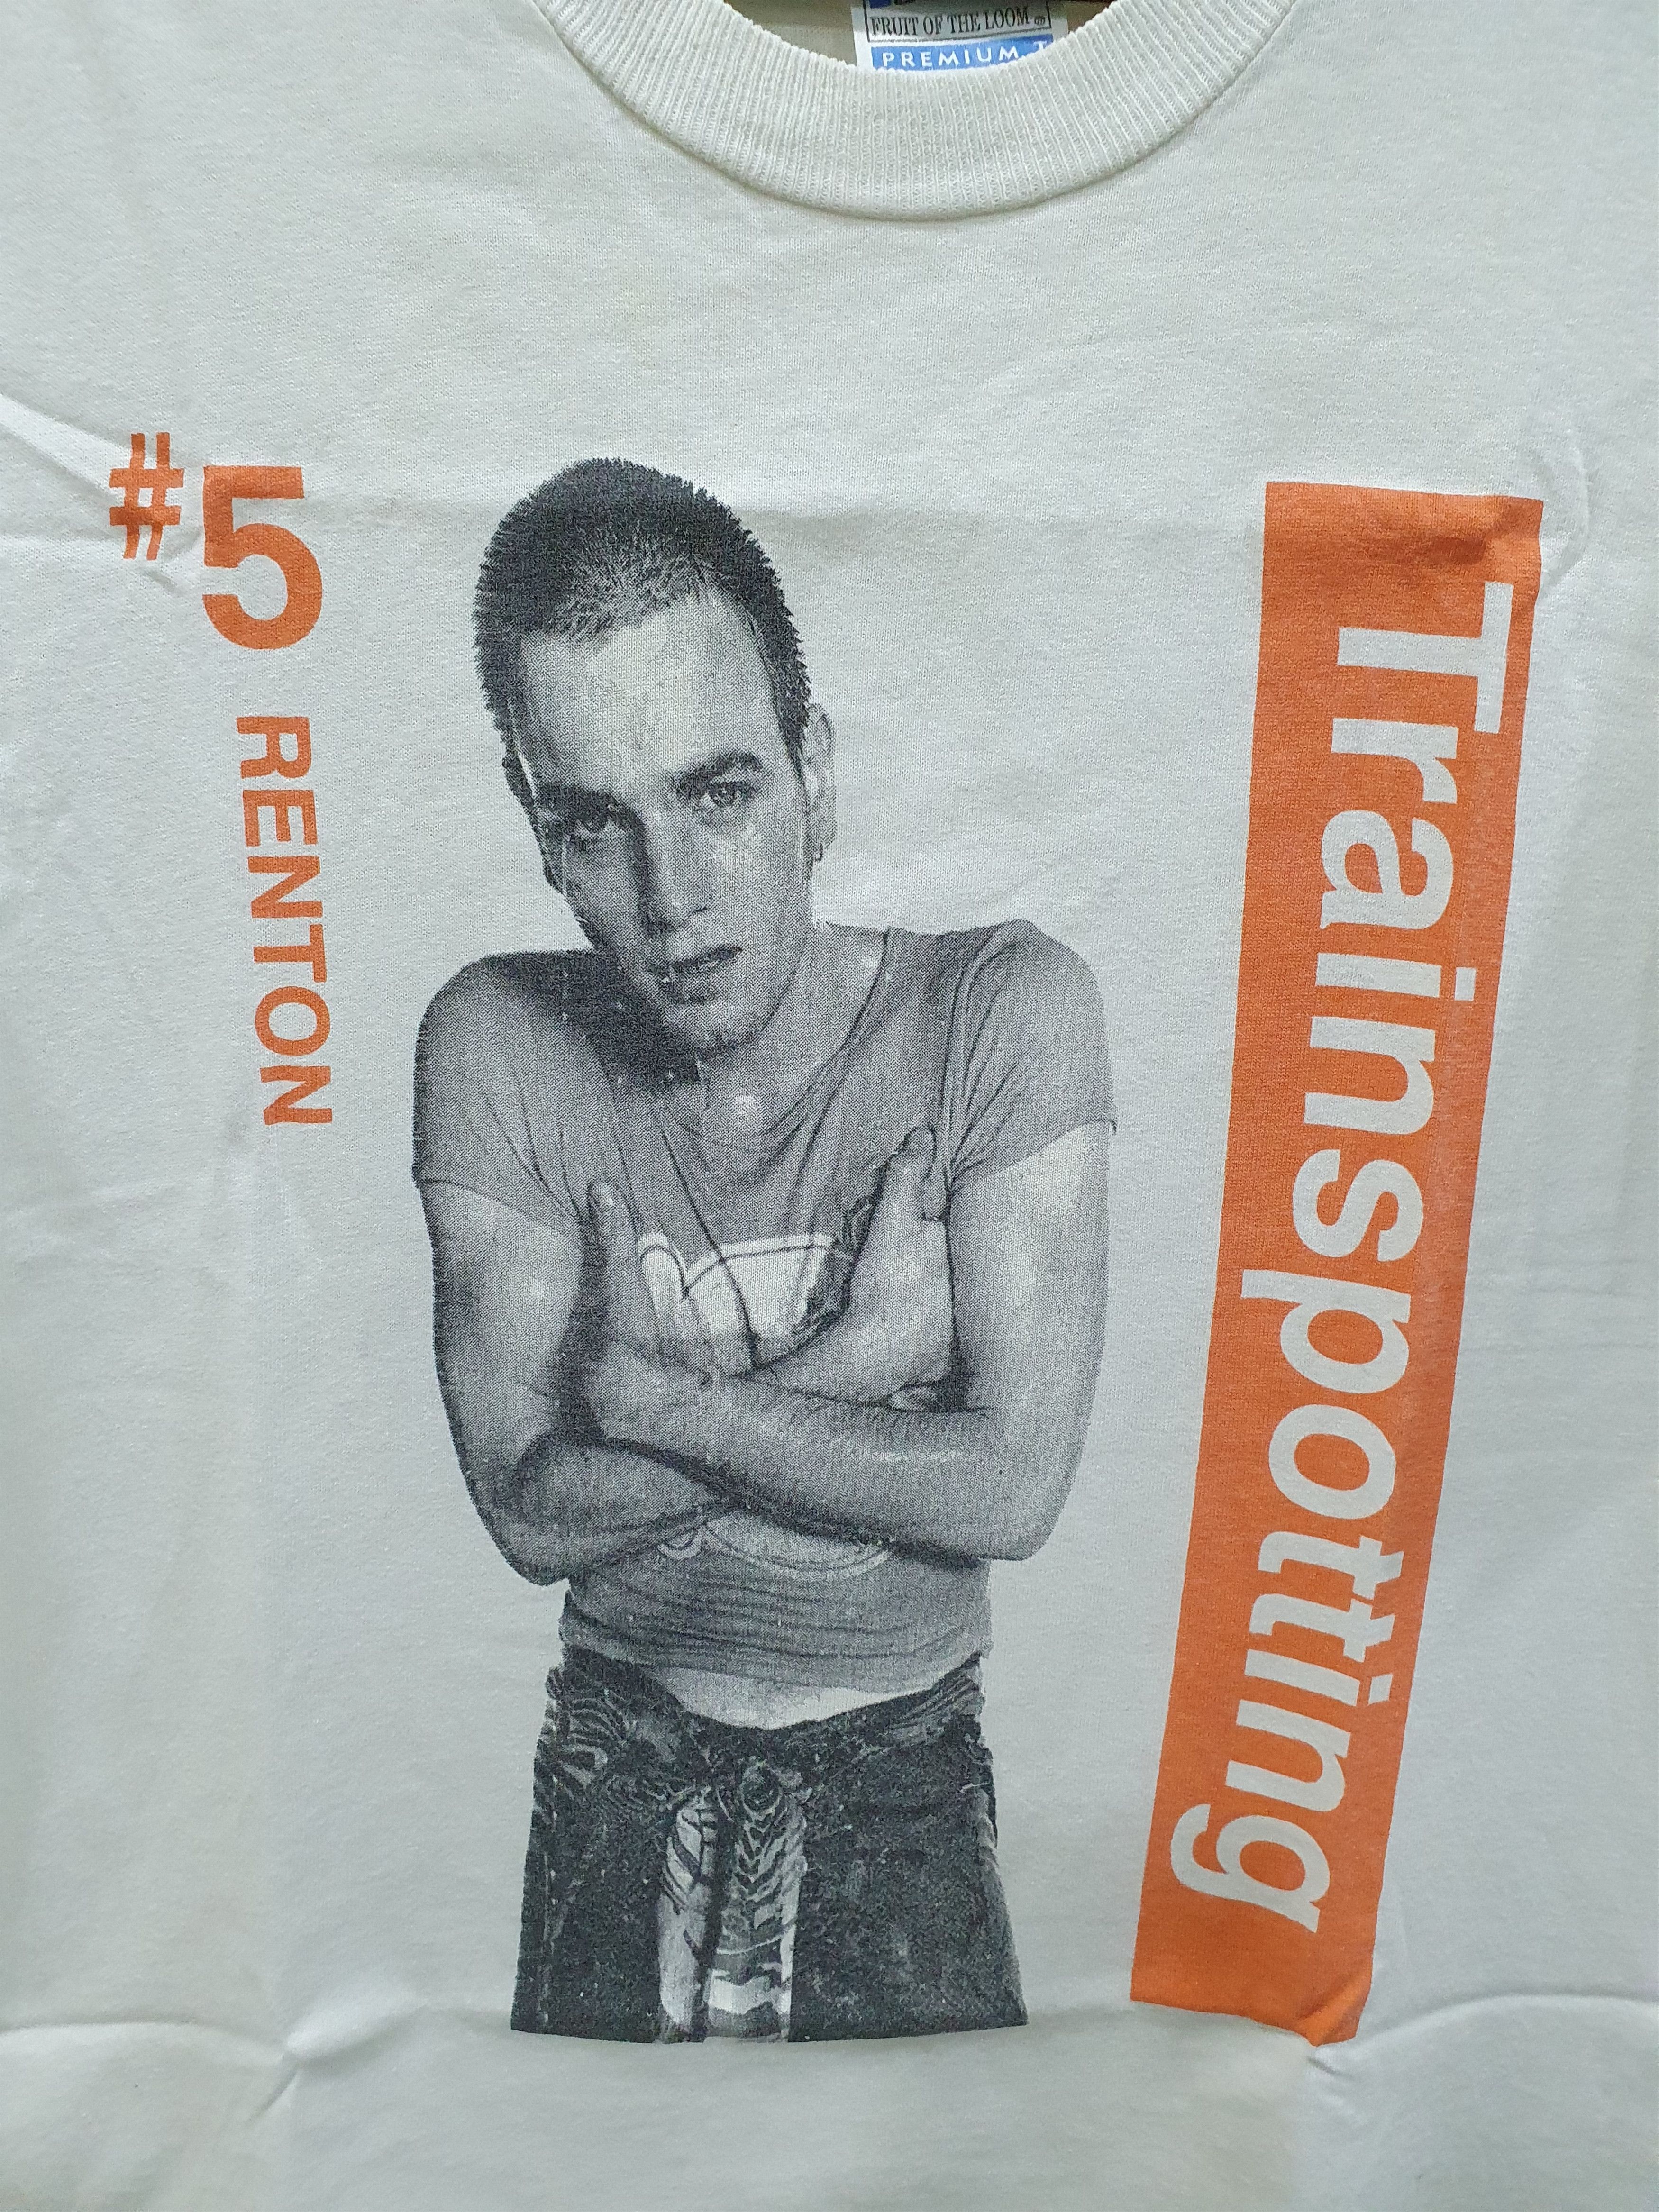 FRUIT OF THE LOOM ®
PREMIUM T
#5 RENTON
Trainspotting